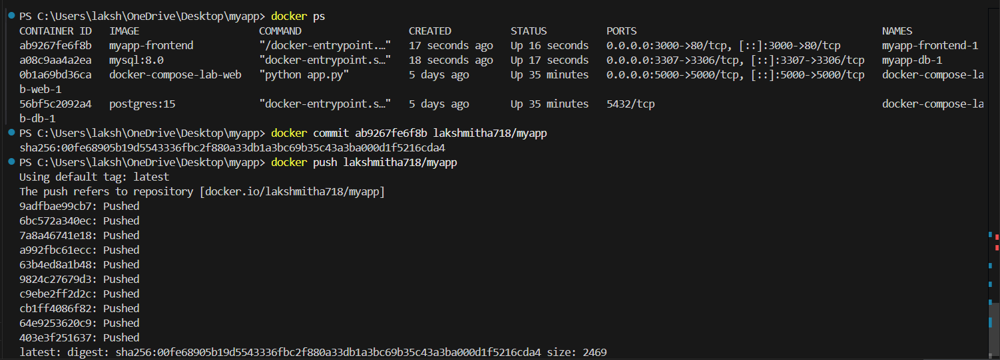 PS C:\Users\laksh\OneDrive\Desktop\myapp> docker ps
CONTAINER ID   IMAGE                    COMMAND                  CREATED          STATUS          PORTS                                         NAMES
ab9267fe6f8b   myapp-frontend           "/docker-entrypoint.…"   17 seconds ago   Up 16 seconds   0.0.0.0:3000->80/tcp, [::]:3000->80/tcp       myapp-frontend-1
a08c9aa4a2ea   mysql:8.0                "docker-entrypoint.s…"   18 seconds ago   Up 17 seconds   0.0.0.0:3307->3306/tcp, [::]:3307->3306/tcp   myapp-db-1
0b1a69bd36ca   docker-compose-lab-web   "python app.py"          5 days ago       Up 35 minutes   0.0.0.0:5000->5000/tcp, [::]:5000->5000/tcp   docker-compose-la
b-web-1
56bf5c2092a4   postgres:15              "docker-entrypoint.s…"   5 days ago       Up 35 minutes   5432/tcp                                      docker-compose-la
b-db-1
PS C:\Users\laksh\OneDrive\Desktop\myapp> docker commit ab9267fe6f8b lakshmitha718/myapp
sha256:00fe68905b19d5543336fbc2f880a33db1a3bc69b35c43a3ba000d1f5216cda4
PS C:\Users\laksh\OneDrive\Desktop\myapp> docker push lakshmitha718/myapp
Using default tag: latest
The push refers to repository [docker.io/lakshmitha718/myapp]
9adfbae99cb7: Pushed
6bc572a340ec: Pushed
7a8a46741e18: Pushed
a992fbc61ecc: Pushed
63b4ed8a1b48: Pushed
9824c27679d3: Pushed
c9ebe2ff2d2c: Pushed
cb1ff4086f82: Pushed
64e9253620c9: Pushed
403e3f251637: Pushed
latest: digest: sha256:00fe68905b19d5543336fbc2f880a33db1a3bc69b35c43a3ba000d1f5216cda4 size: 2469